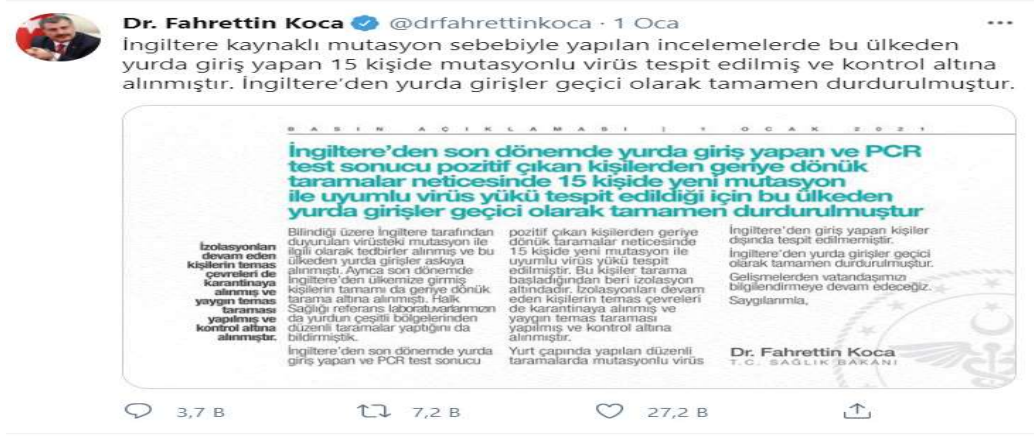 Dr. Fahrettin Koca @drfahrettinkoca · 1 Oca
İngiltere kaynaklı mutasyon sebebiyle yapılan incelemelerde bu ülkeden
yurda giriş yapan 15 kişide mutasyonlu virüs tespit edilmiş ve kontrol altına
alınmıştır. İngiltere'den yurda girişler geçici olarak tamamen durdurulmuştur.
BASIN AÇIKLAMASI | 1 OCAK 2021
İngiltere'den son dönemde yurda giriş yapan ve PCR
test sonucu pozitif çıkan kişilerden geriye dönük
taramalar neticesinde 15 kişide yeni mutasyon
ile uyumlu virüs yükü tespit edildiği için bu ülkeden
yurda girişler geçici olarak tamamen durdurulmuştur
İzolasyonları
devam eden
kişilerin temas
çevreleri de
karantinaya
alınmış ve
yaygın temas
taraması
yapılmış ve
kontrol altına
alınmıştır.
Bilindiği üzere İngiltere tarafından
duyurulan virüsteki mutasyon ile
ilgili olarak tedbirler alınmış ve bu
ülkeden yurda girişler askıya
alınmıştı. Ayrıca son dönemde
İngiltere'den ülkemize girmiş
kişilerin tamamı da geriye dönük
tarama altına alınmıştı. Halk
Sağlığı referans laboratuvarlarımızın
da yurdun çeşitli bölgelerinden
düzenli taramalar yaptığını da
bildirmiştik.
İngiltere'den son dönemde yurda
giriş yapan ve PCR test sonucu
pozitif çıkan kişilerden geriye
dönük taramalar neticesinde
15 kişide yeni mutasyon ile
uyumlu virüs yükü tespit
edilmiştir. Bu kişiler tarama
başladığından beri izolasyon
altındadır. İzolasyonları devam
eden kişilerin temas çevreleri
de karantinaya alınmış ve
yaygın temas taraması
yapılmış ve kontrol altına
alınmıştır.
Yurt çapında yapılan düzenli
taramalarda mutasyonlu virüs
İngiltere'den giriş yapan kişiler
dışında tespit edilmemiştir.
İngiltere'den yurda girişler geçici
olarak tamamen durdurulmuştur.
Gelişmelerden vatandaşımızı
bilgilendirmeye devam edeceğiz.
Saygılarımla,
Dr. Fahrettin Koca
T.C. SAĞLIK BAKANI
3,7 B 7,2 B 27,2 B